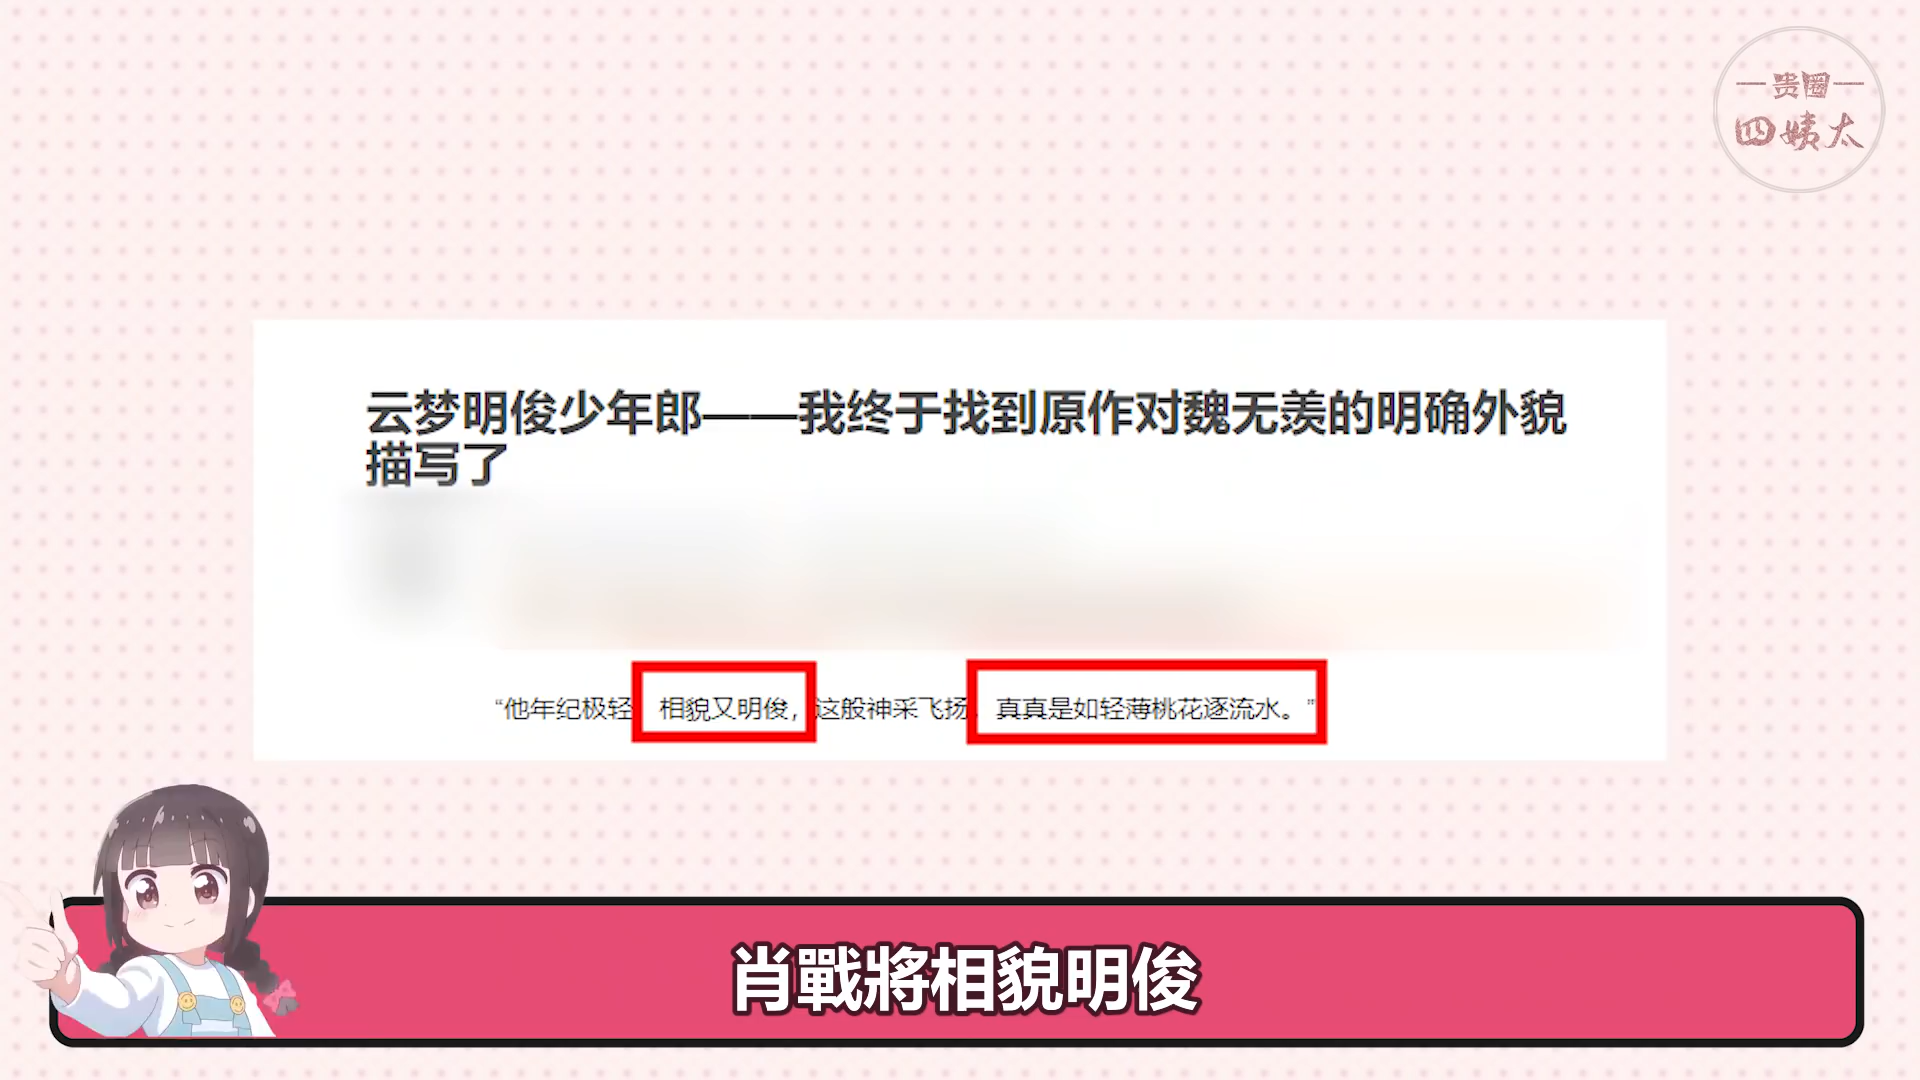 贵圈
四姨太
云梦明俊少年郎——我终于找到原作对魏无羡的明确外貌
描写了
“他年纪极轻 相貌又明俊，这般神采飞扬，真真是如轻薄桃花逐流水。”
肖戰將相貌明俊